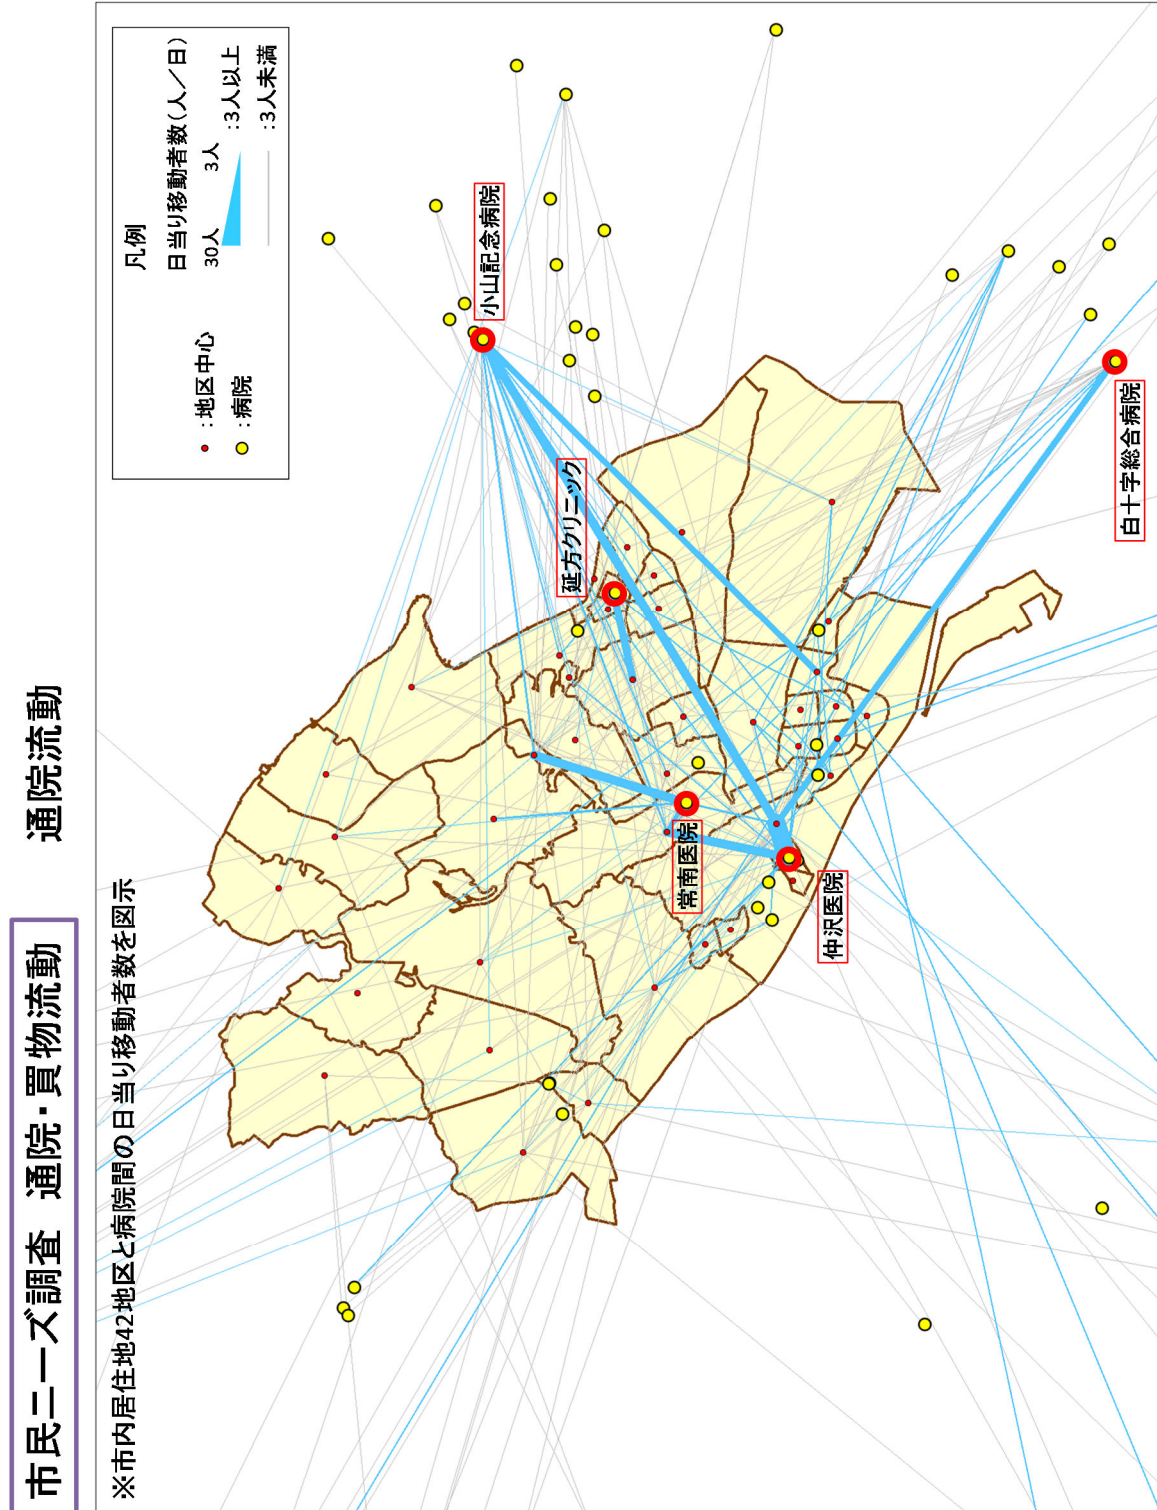 市民ニーズ調査 通院・買物流動
通院流動
※市内居住地42地区と病院間の日当り移動者数を図示
凡例
日当り移動者数(人／日)
30人 3人
:地区中心
:3人以上
:病院
:3人未満
小山記念病院
延方クリニック
常南医院
仲沢医院
白十字総合病院